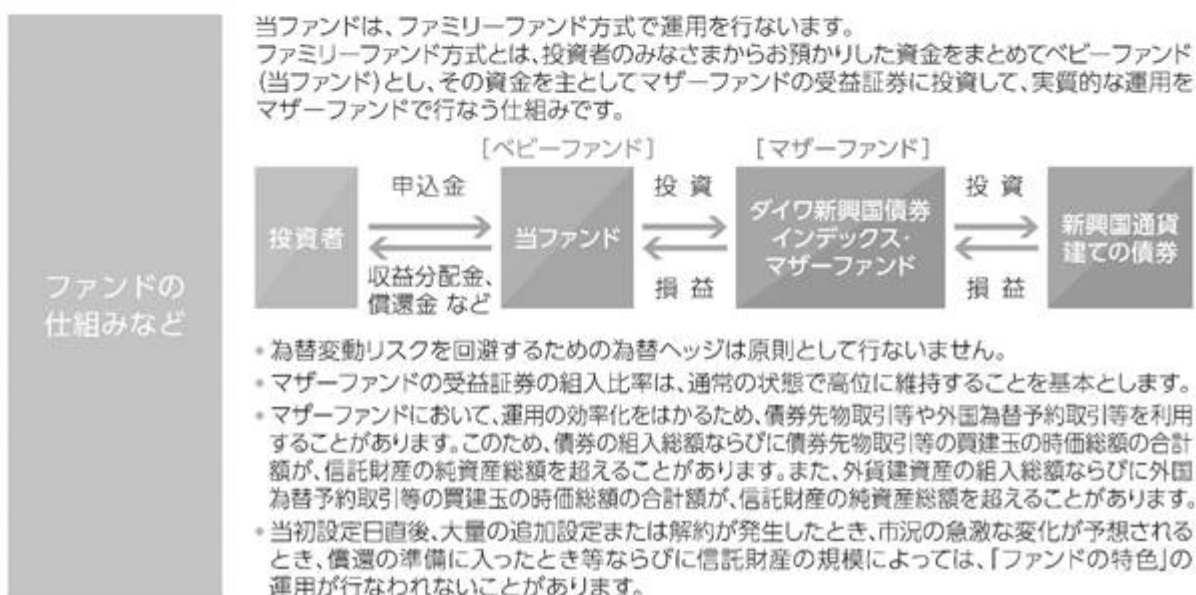 ファンドの
仕組みなど
当ファンドは、ファミリーファンド方式で運用を行ないます。
ファミリーファンド方式とは、投資者のみなさまからお預かりした資金をまとめてベビーファンド
(当ファンド)とし、その資金を主としてマザーファンドの受益証券に投資して、実質的な運用を
マザーファンドで行なう仕組みです。
[ベビーファンド]
[マザーファンド]
投資者
申込金
収益分配金、
償還金 など
当ファンド
投 資
損 益
ダイワ新興国債券
インデックス・
マザーファンド
投 資
損 益
新興国通貨
建ての債券
• 為替変動リスクを回避するための為替ヘッジは原則として行ないません。
• マザーファンドの受益証券の組入比率は、通常の状態で高位に維持することを基本とします。
• マザーファンドにおいて、運用の効率化をはかるため、債券先物取引等や外国為替予約取引等を利用
することがあります。このため、債券の組入総額ならびに債券先物取引等の買建玉の時価総額の合計
額が、信託財産の純資産総額を超えることがあります。また、外貨建資産の組入総額ならびに外国
為替予約取引等の買建玉の時価総額の合計額が、信託財産の純資産総額を超えることがあります。
• 当初設定日直後、大量の追加設定または解約が発生したとき、市況の急激な変化が予想される
とき、償還の準備に入ったとき等ならびに信託財産の規模によっては、「ファンドの特色」の
運用が行なわれないことがあります。